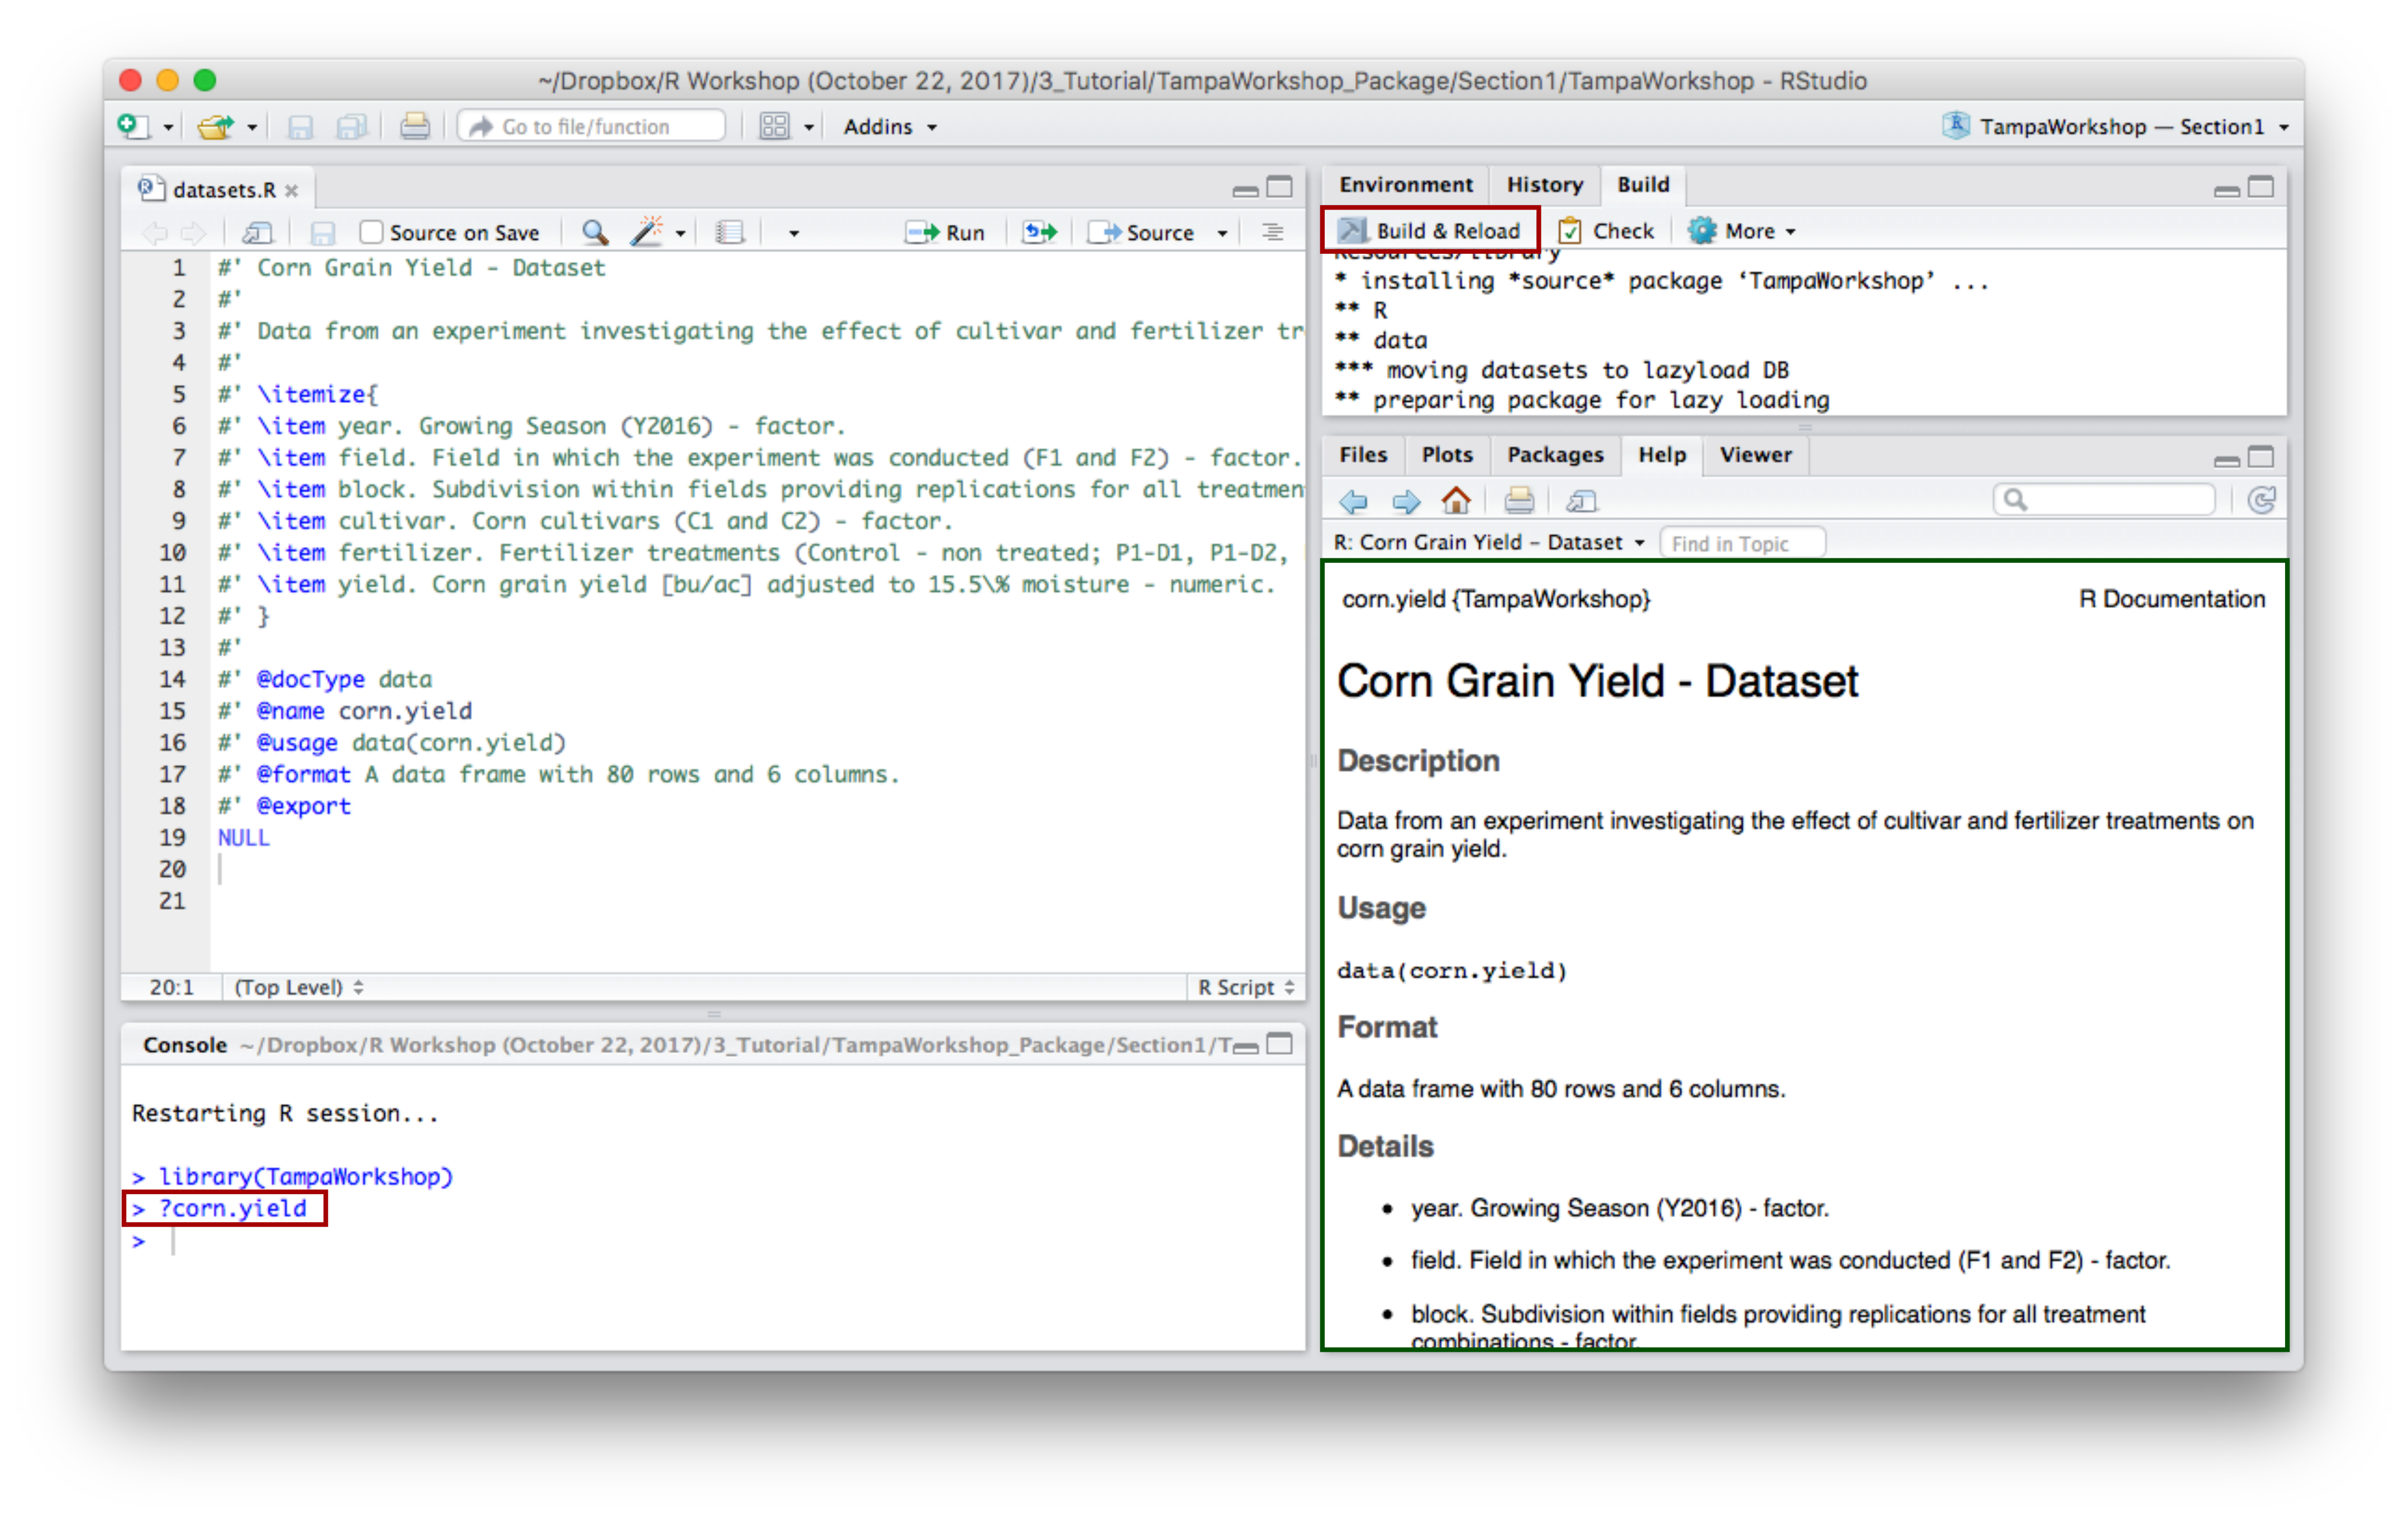 ~/Dropbox/R Workshop (October 22, 2017)/3_Tutorial/TampaWorkshop_Package/Section1/TampaWorkshop - RStudio
Go to file/function
Addins
TampaWorkshop — Section1
datasets.R
Source on Save
Run
Source
1 #' Corn Grain Yield - Dataset
2 #'
3 #' Data from an experiment investigating the effect of cultivar and fertilizer tr
4 #'
5 #' \itemize{
6 #' \item year. Growing Season (Y2016) - factor.
7 #' \item field. Field in which the experiment was conducted (F1 and F2) - factor.
8 #' \item block. Subdivision within fields providing replications for all treatmen
9 #' \item cultivar. Corn cultivars (C1 and C2) - factor.
10 #' \item fertilizer. Fertilizer treatments (Control - non treated; P1-D1, P1-D2,
11 #' \item yield. Corn grain yield [bu/ac] adjusted to 15.5\% moisture - numeric.
12 #' }
13 #'
14 #' @docType data
15 #' @name corn.yield
16 #' @usage data(corn.yield)
17 #' @format A data frame with 80 rows and 6 columns.
18 #' @export
19 NULL
20
21
20:1 (Top Level) R Script
Console ~/Dropbox/R Workshop (October 22, 2017)/3_Tutorial/TampaWorkshop_Package/Section1/T
Restarting R session...
> library(TampaWorkshop)
> ?corn.yield
>
Environment History Build
Build & Reload Check More
Resources/library
* installing *source* package ‘TampaWorkshop’ ...
** R
** data
*** moving datasets to lazyload DB
** preparing package for lazy loading
Files Plots Packages Help Viewer
R: Corn Grain Yield - Dataset Find in Topic
corn.yield {TampaWorkshop} R Documentation
Corn Grain Yield - Dataset
Description
Data from an experiment investigating the effect of cultivar and fertilizer treatments on
corn grain yield.
Usage
data(corn.yield)
Format
A data frame with 80 rows and 6 columns.
Details
• year. Growing Season (Y2016) - factor.
• field. Field in which the experiment was conducted (F1 and F2) - factor.
• block. Subdivision within fields providing replications for all treatment
combinations - factor.